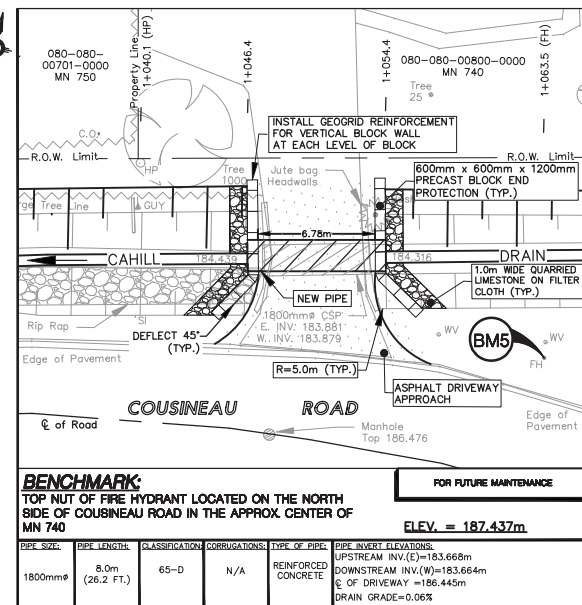 080-080-
00701-0000
MN 750
Property Line
1+040.1 (HP)
1+046.4
1+054.4
080-080-00800-0000
MN 740
1+063.5 (FH)
Tree
25
INSTALL GEOGRID REINFORCEMENT
FOR VERTICAL BLOCK WALL
AT EACH LEVEL OF BLOCK
C.O.
R.O.W. Limit
HP
Tree
1000
Jute bag
Headwalls
R.O.W. Limit
600mm x 600mm x 1200mm
PRECAST BLOCK END
PROTECTION (TYP.)
Tree Line
GUY
6.78m
CAHILL
184.439
184.316
DRAIN
1.0m WIDE QUARRIED
LIMESTONE ON FILTER
CLOTH (TYP.)
NEW PIPE
Rip Rap
SI
DEFLECT 45°
(TYP.)
1800mmø CSP
E. INV. 183.881
W. INV. 183.879
BM5
WV
WV
FH
Edge of Pavement
R=5.0m (TYP.)
ASPHALT DRIVEWAY
APPROACH
COUSINEAU ROAD
℄ of Road
Manhole
Top 186.476
Edge of
Pavement
BENCHMARK:
TOP NUT OF FIRE HYDRANT LOCATED ON THE NORTH
SIDE OF COUSINEAU ROAD IN THE APPROX. CENTER OF
MN 740
FOR FUTURE MAINTENANCE
ELEV. = 187.437m
PIPE SIZE:
1800mmø
PIPE LENGTH:
8.0m
(26.2 FT.)
CLASSIFICATION:
65-D
CORRUGATIONS:
N/A
TYPE OF PIPE:
REINFORCED
CONCRETE
PIPE INVERT ELEVATIONS:
UPSTREAM INV.(E)=183.668m
DOWNSTREAM INV.(W)=183.664m
℄ OF DRIVEWAY =186.445m
DRAIN GRADE=0.06%